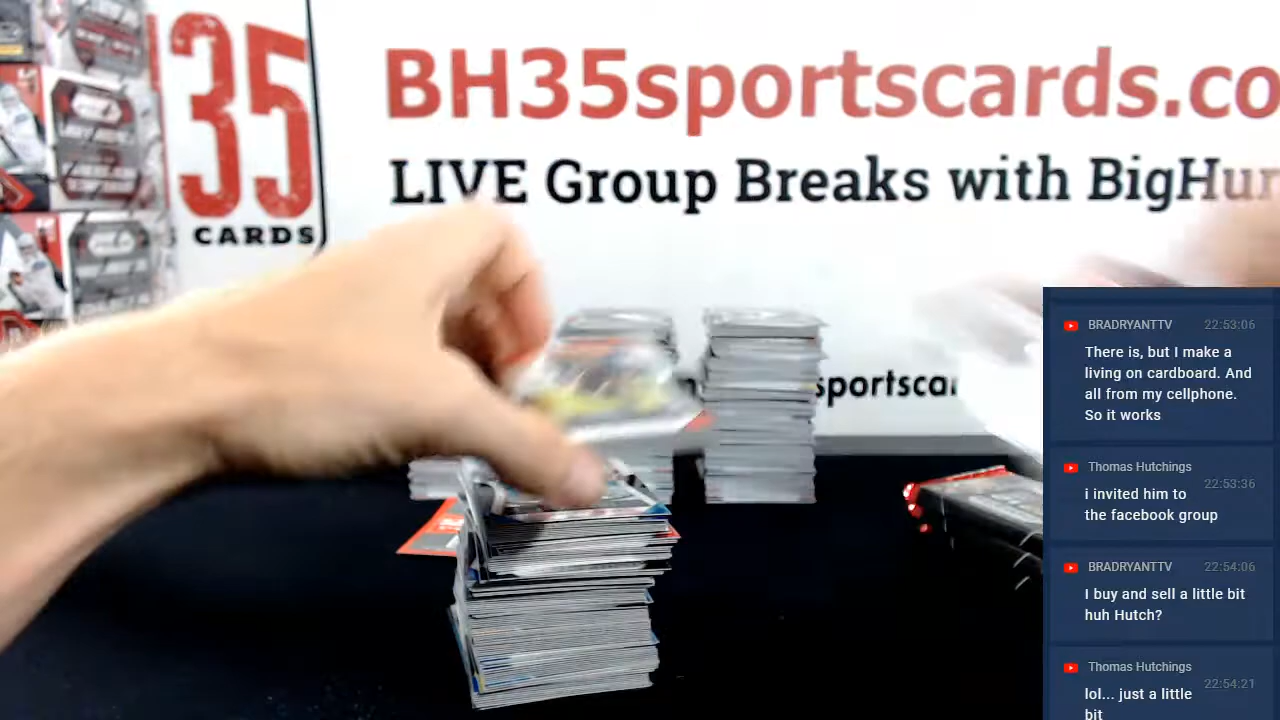 35
CARDS
BH35sportscards.co
LIVE Group Breaks with BigHur
sportscar
BRADRYANTTV 22:53:06
There is, but I make a
living on cardboard. And
all from my cellphone.
So it works
Thomas Hutchings 22:53:36
i invited him to
the facebook group
BRADRYANTTV 22:54:06
I buy and sell a little bit
huh Hutch?
Thomas Hutchings 22:54:21
lol... just a little
bit